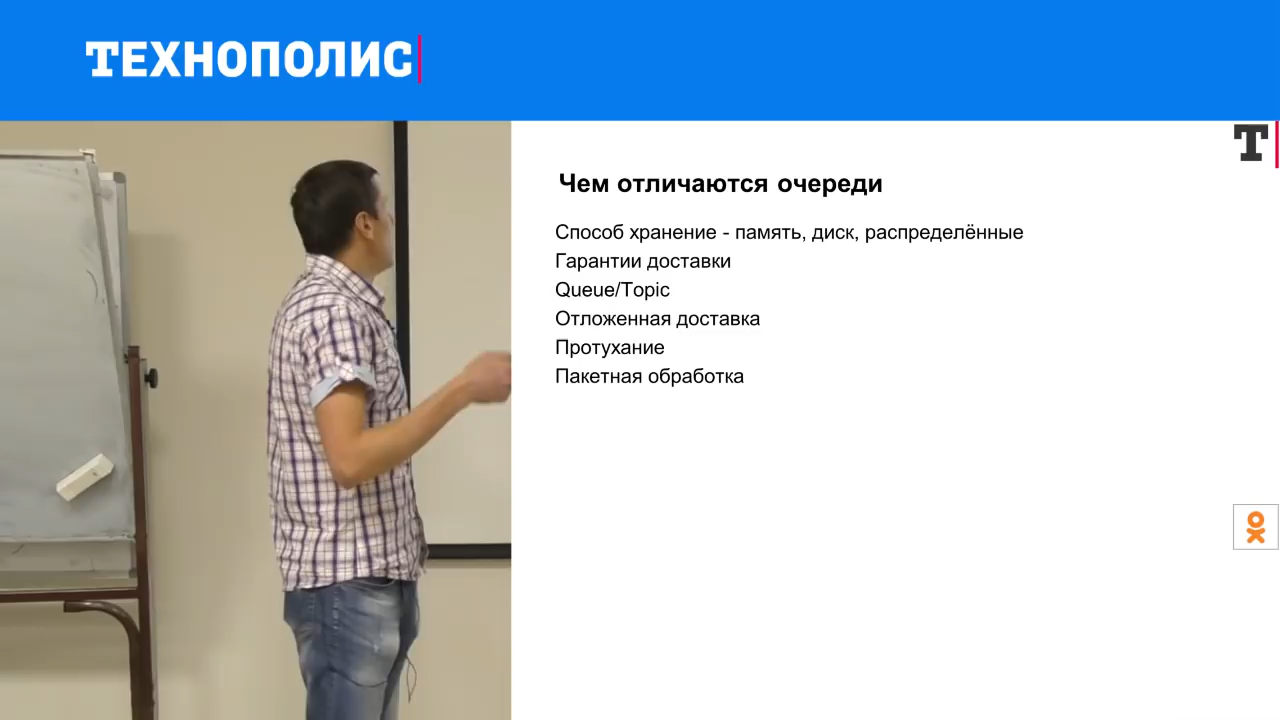 ТЕХНОПОЛИС
Т
Чем отличаются очереди
Способ хранение - память, диск, распределённые
Гарантии доставки
Queue/Topic
Отложенная доставка
Протухание
Пакетная обработка